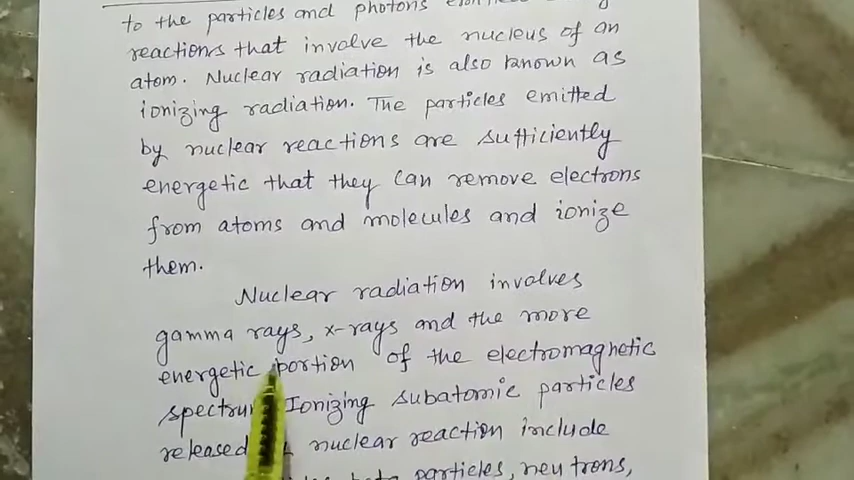 to the particles and photons
reactions that involve the nucleus of an
atom. Nuclear radiation is also known as
ionizing radiation. The particles emitted
by nuclear reactions are sufficiently
energetic that they can remove electrons
from atoms and molecules and ionize
them.
Nuclear radiation involves
gamma rays, x-rays and the more
energetic portion of the electromagnetic
spectrum Ionizing subatomic particles
released nuclear reaction include
beta particles, neutrons,